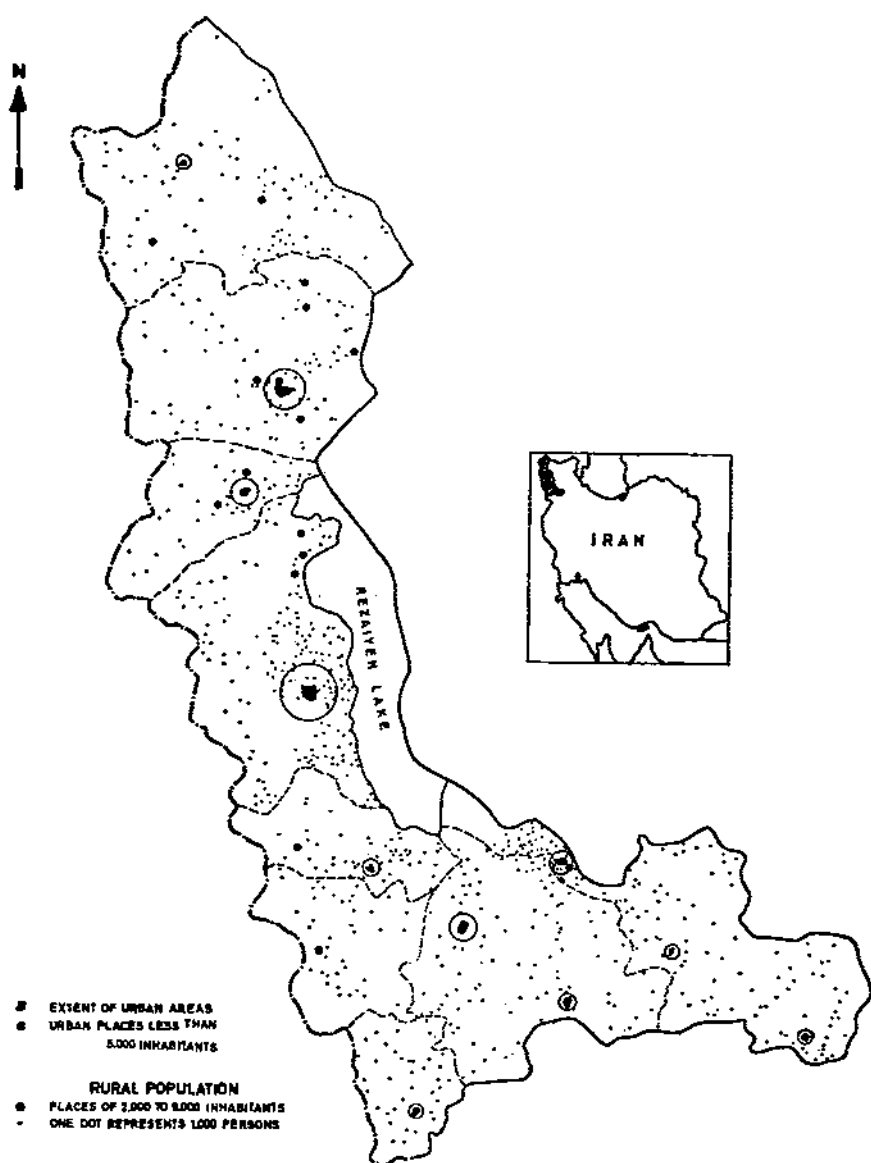 N
IRAN
REZAIYEH LAKE
EXTENT OF URBAN AREAS
URBAN PLACES LESS THAN
5,000 INHABITANTS
RURAL POPULATION
PLACES OF 2,000 TO 5,000 INHABITANTS
ONE DOT REPRESENTS 1,000 PERSONS